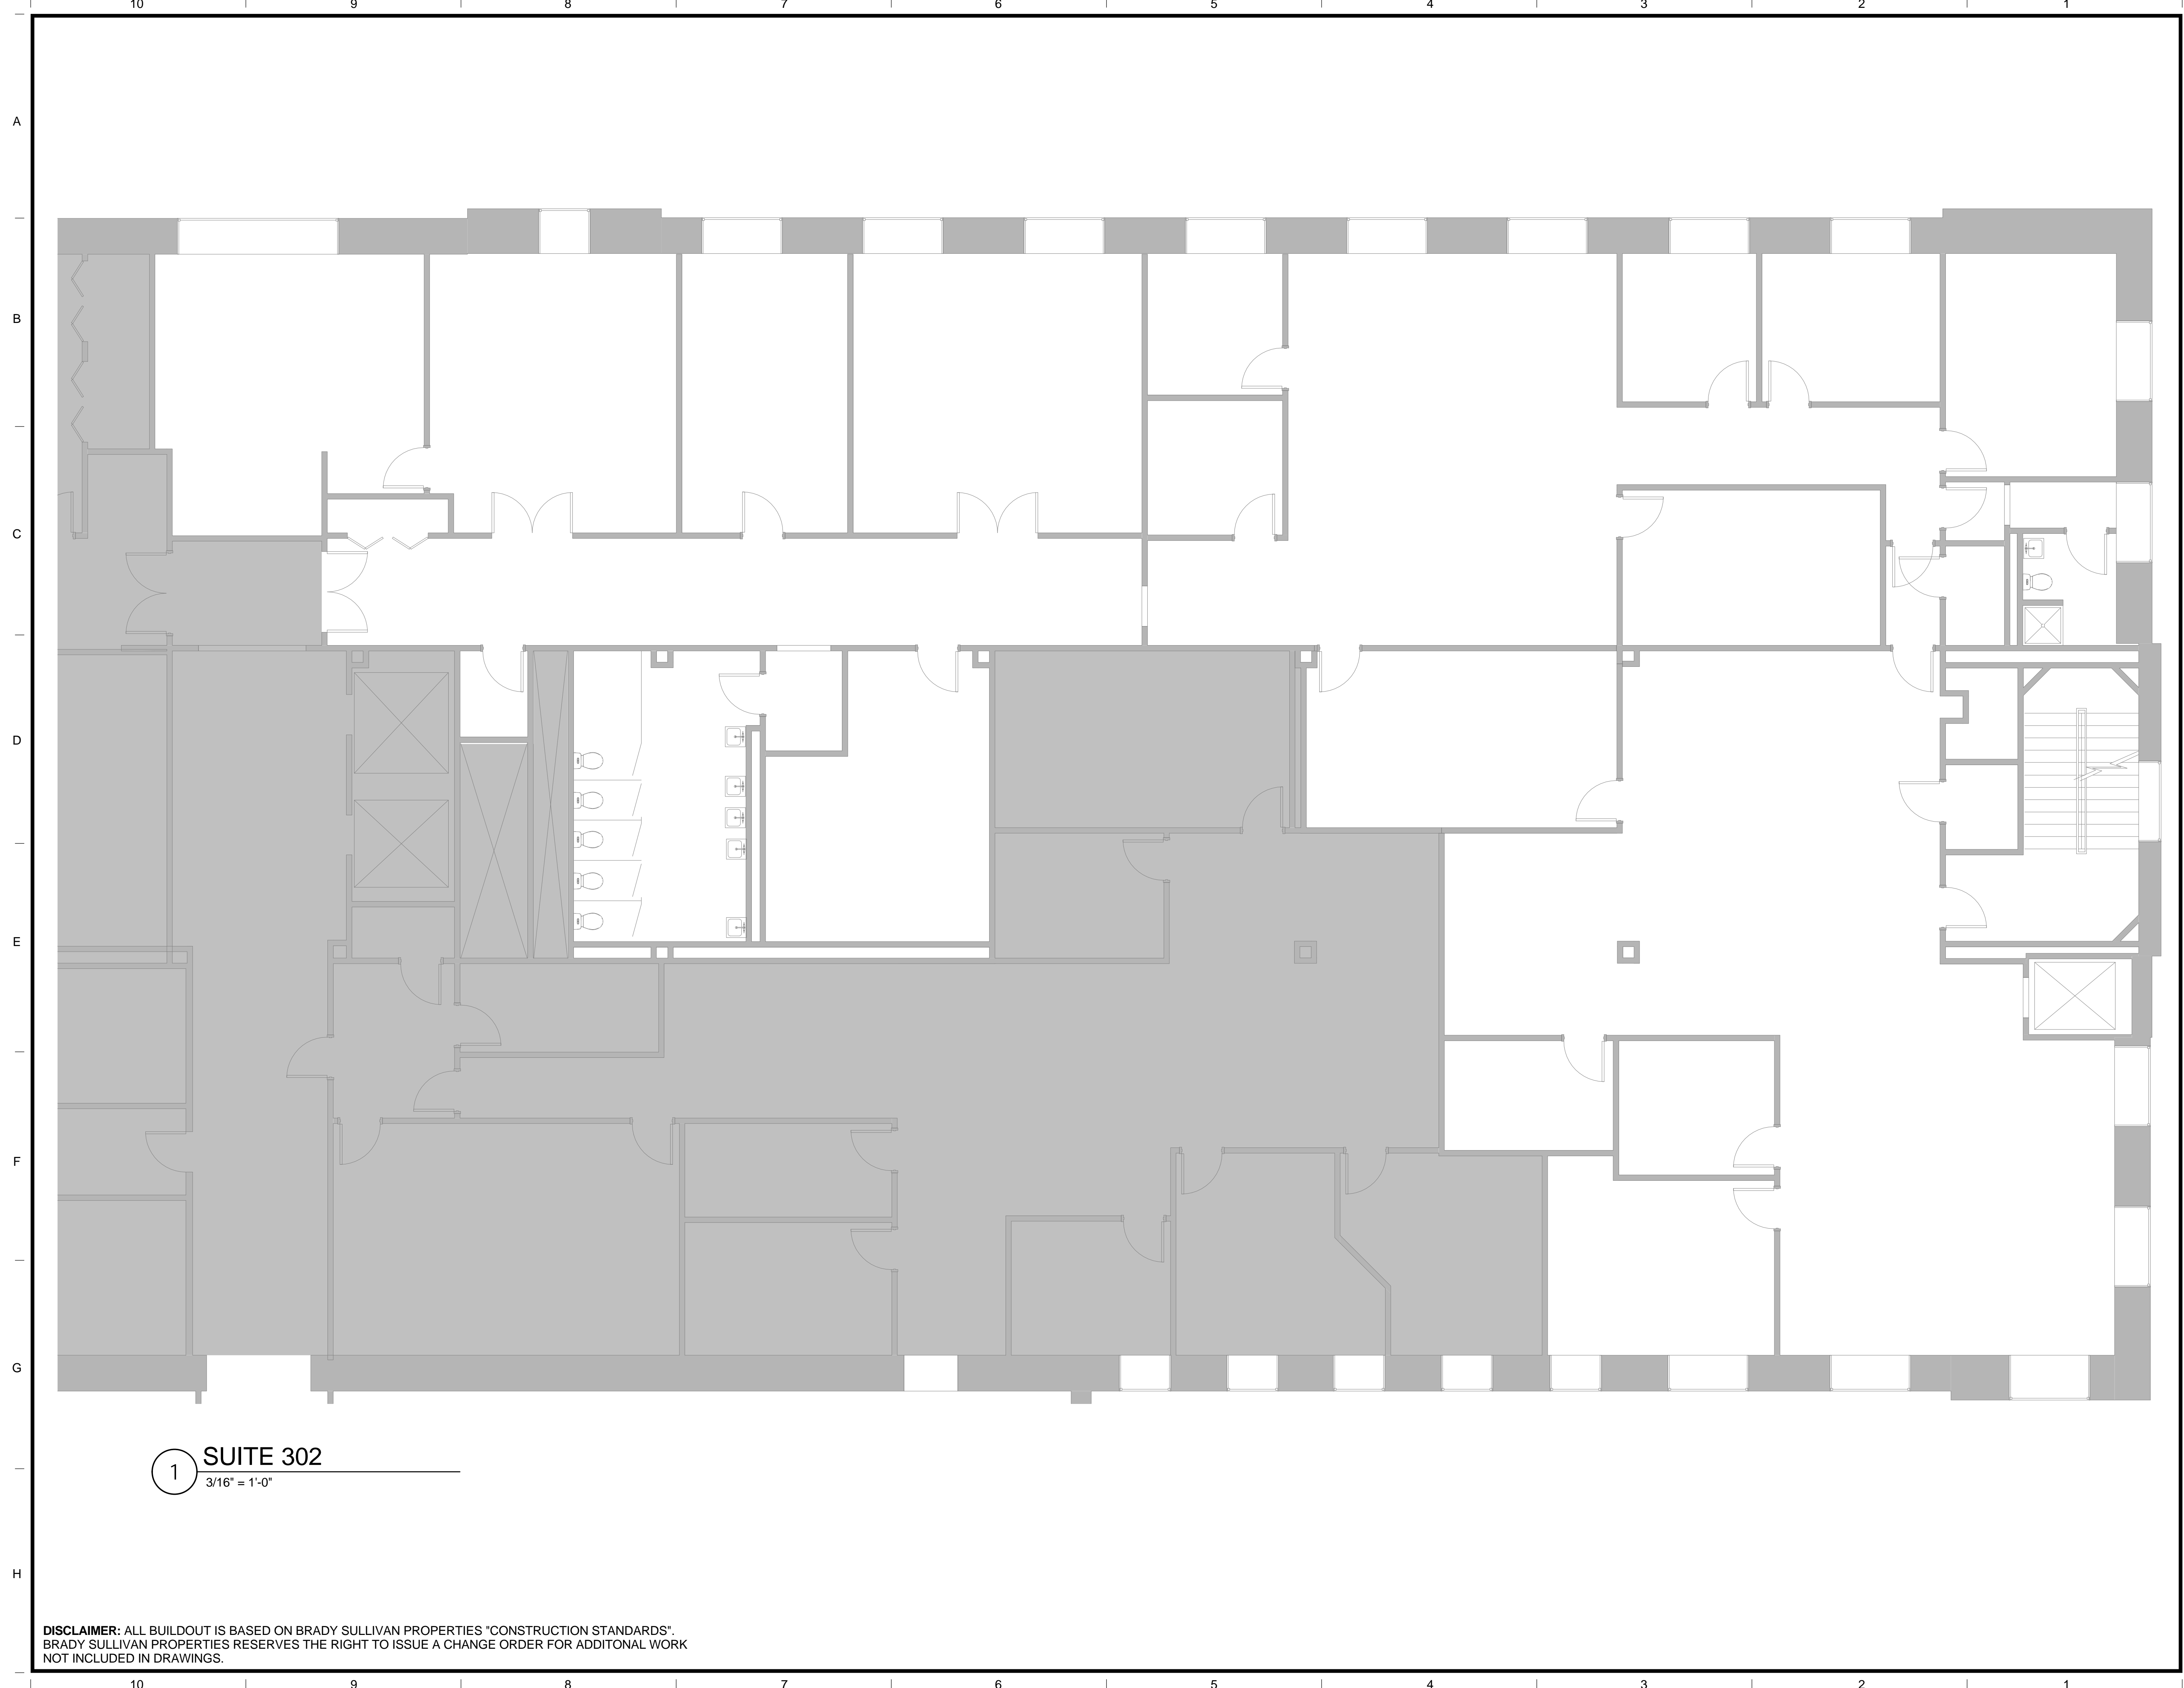 10 9 8 7 6 5 4 3 2 1
A
B
C
D
E
F
G
H
1 SUITE 302
3/16" = 1'-0"
DISCLAIMER: ALL BUILDOUT IS BASED ON BRADY SULLIVAN PROPERTIES "CONSTRUCTION STANDARDS".
BRADY SULLIVAN PROPERTIES RESERVES THE RIGHT TO ISSUE A CHANGE ORDER FOR ADDITONAL WORK
NOT INCLUDED IN DRAWINGS.
10 9 8 7 6 5 4 3 2 1